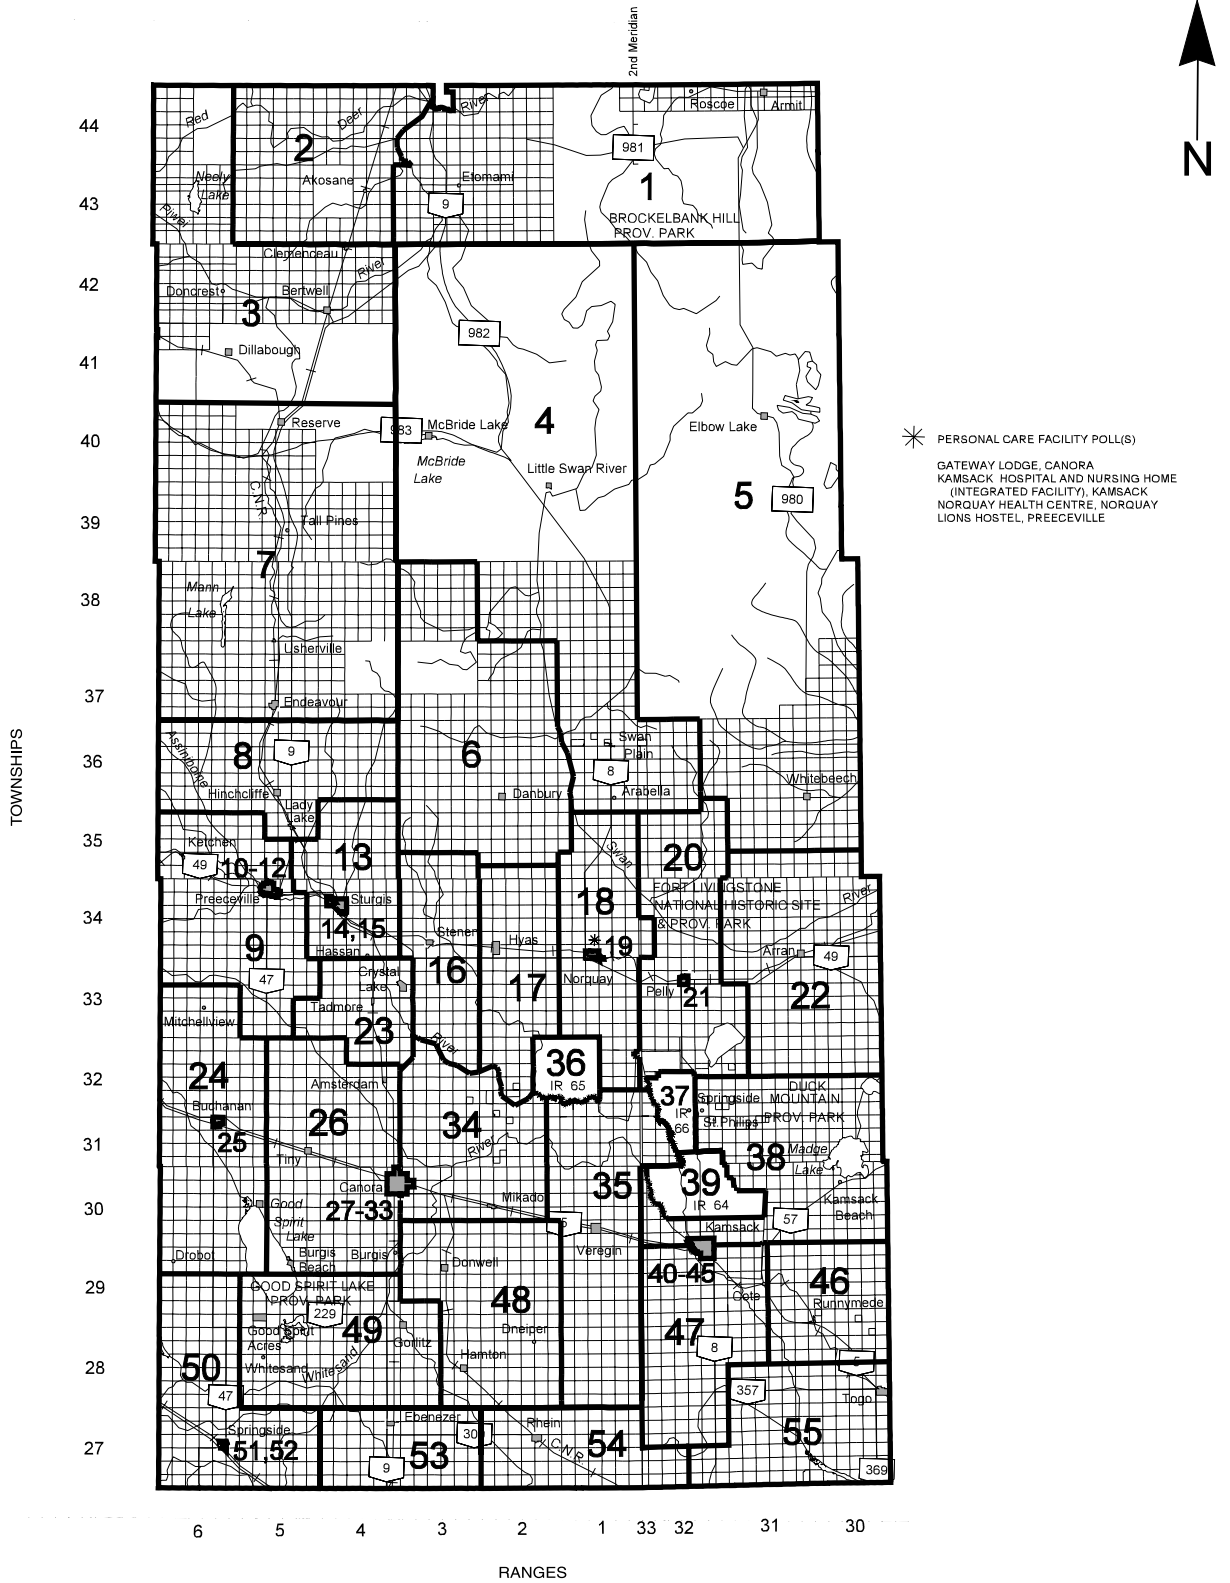 2nd Meridian
N
44
43
42
41
40
39
38
37
36
35
34
33
32
31
30
29
28
27
TOWNSHIPS
Red
Deer
River
Roscoe
Armit
2
981
Neely
Lake
Akosane
Etomami
1
9
Piwei
BROCKELBANK HILL
PROV. PARK
Clemenceau
River
Doncrest
Bertwell
3
982
Dillabough
4
Reserve
983
McBride Lake
Elbow Lake
McBride
Lake
Little Swan River
5
980
C.N.R.
Tall Pines
7
Mann
Lake
Usherville
Endeavour
Assiniboine
8
9
6
Swan
Plain
8
Hinchcliffe
Danbury
Arabella
Whitebeech
Lady
Lake
Ketchen
49
10-12
13
Swan
20
Preeceville
Sturgis
18
FORT LIVINGSTONE
NATIONAL HISTORIC SITE
& PROV. PARK
River
14,15
Stenen
Hyas
19
9
Hassan
Arran
49
47
Crystal
Lake
16
17
Norquay
Pelly
21
22
Mitchellview
Tadmore
23
River
36
IR 65
24
Amsterdam
37
IR
66
Springside
St. Philips
DUCK
MOUNTAIN
PROV. PARK
Buchanan
25
26
34
River
Tiny
38
Madge
Lake
Canora
27-33
Mikado
35
39
IR 64
Kamsack
Beach
Good
Spirit
Lake
5
Kamsack
57
Drobot
Burgis
Beach
Burgis
Donwell
Veregin
40-45
46
GOOD SPIRIT LAKE
PROV. PARK
229
48
Cote
Runnymede
Good Spirit
Acres
49
Gorlitz
Dneiper
47
8
50
Whitesand
Whitesand
Hamton
5
47
357
Togo
Springside
51,52
Ebenezer
53
309
Rhein
C.N.R.
54
55
9
369
6
5
4
3
2
1
33
32
31
30
RANGES
PERSONAL CARE FACILITY POLL(S)
GATEWAY LODGE, CANORA
KAMSACK HOSPITAL AND NURSING HOME
(INTEGRATED FACILITY), KAMSACK
NORQUAY HEALTH CENTRE, NORQUAY
LIONS HOSTEL, PREECEVILLE